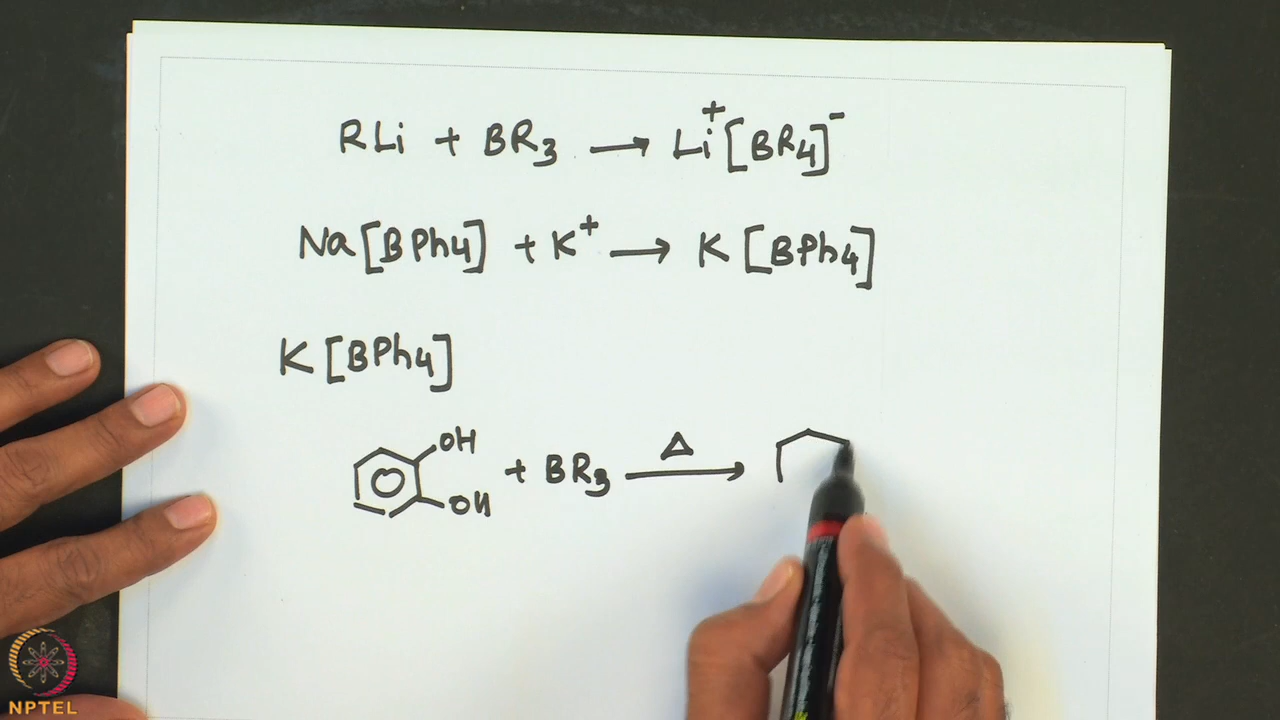 RLi + BR3 ⟶ Li+[BR4]-
Na[BPh4] + K+ ⟶ K[BPh4]
K[BPh4]
OH
OH + BR3 Δ⟶
NPTEL